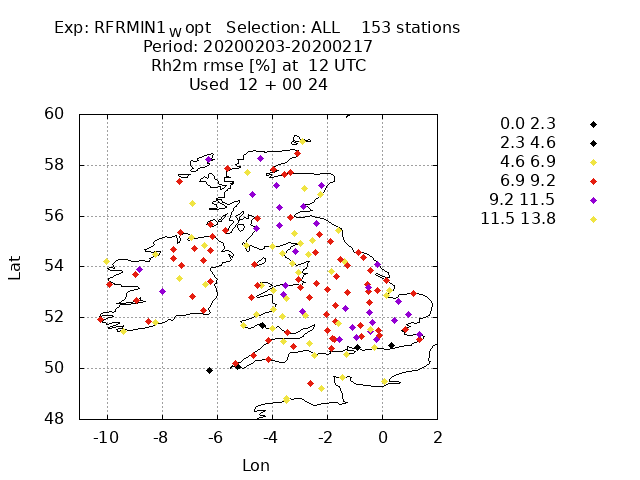 Exp: RFRMIN1Wopt Selection: ALL 153 stations
Period: 20200203-20200217
Rh2m rmse [%] at 12 UTC
Used 12 + 00 24
60
58
56
54
52
50
48
Lat
-10 -8 -6 -4 -2 0 2
Lon
0.0 2.3
2.3 4.6
4.6 6.9
6.9 9.2
9.2 11.5
11.5 13.8